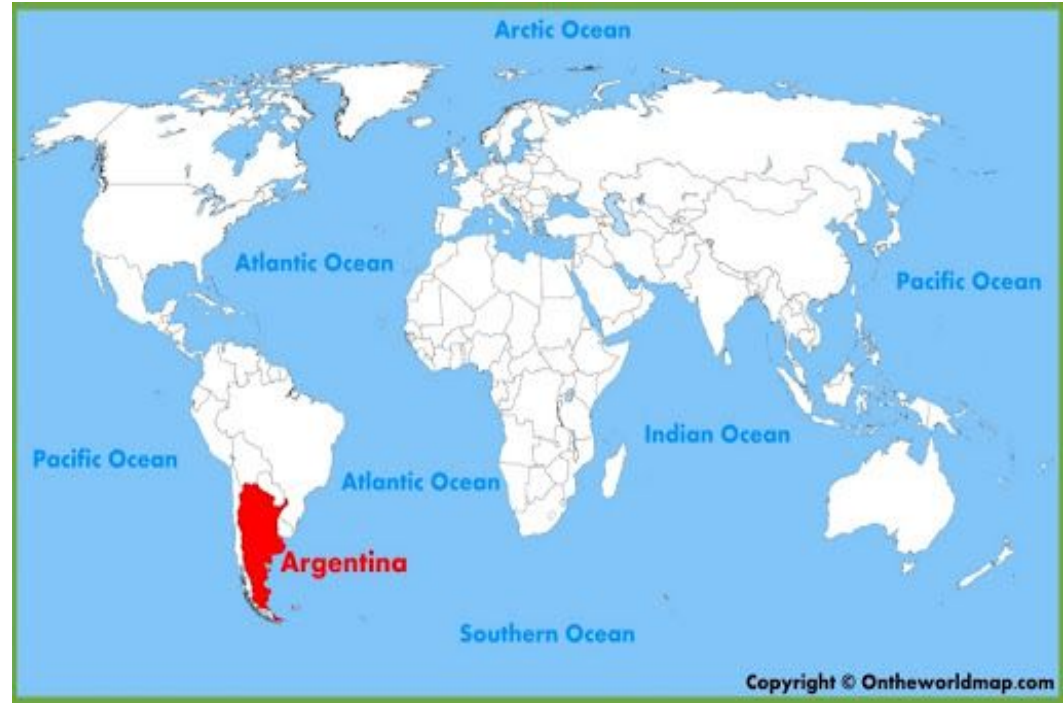 Arctic Ocean
Atlantic Ocean
Pacific Ocean
Indian Ocean
Pacific Ocean
Atlantic Ocean
Argentina
Southern Ocean
Copyright © Ontheworldmap.com